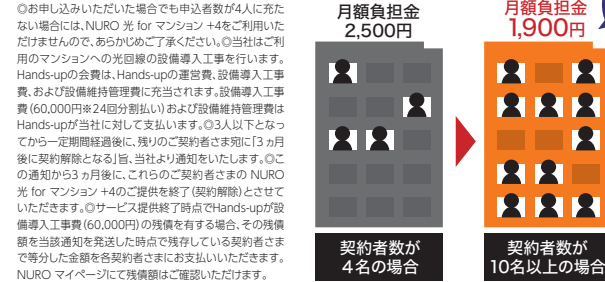 ◎お申し込みいただいた場合でも申込者数が4人に充た
ない場合には、NURO 光 for マンション +4をご利用いた
だけませんので、あらかじめご了承ください。◎当社はご利
用のマンションへの光回線の設備導入工事を行います。
Hands-upの会費は、Hands-upの運営費、設備導入工事
費、および設備維持管理費に充当されます。設備導入工事
費（60,000円※24回分割払い）および設備維持管理費は
Hands-upが当社に対して支払います。◎3人以下となっ
てから一定期間経過後に、残りのご契約者さま宛に「3ヵ月
後に契約解除となる」旨、当社より通知をいたします。◎こ
の通知から3ヵ月後に、これらのご契約者さまの NURO
光 for マンション +4のご提供を終了（契約解除）とさせて
いただきます。◎サービス提供終了時点でHands-upが設
備導入工事費（60,000円）の残債を有する場合、その残債
額を当該通知を発送した時点で残存している契約者さま
で等分した金額を各契約者さまにお支払いいただきます。
NURO マイページにて残債額はご確認いただけます。
月額負担金
2,500円
契約者数が
4名の場合
月額負担金
1,900円
契約者数が
10名以上の場合